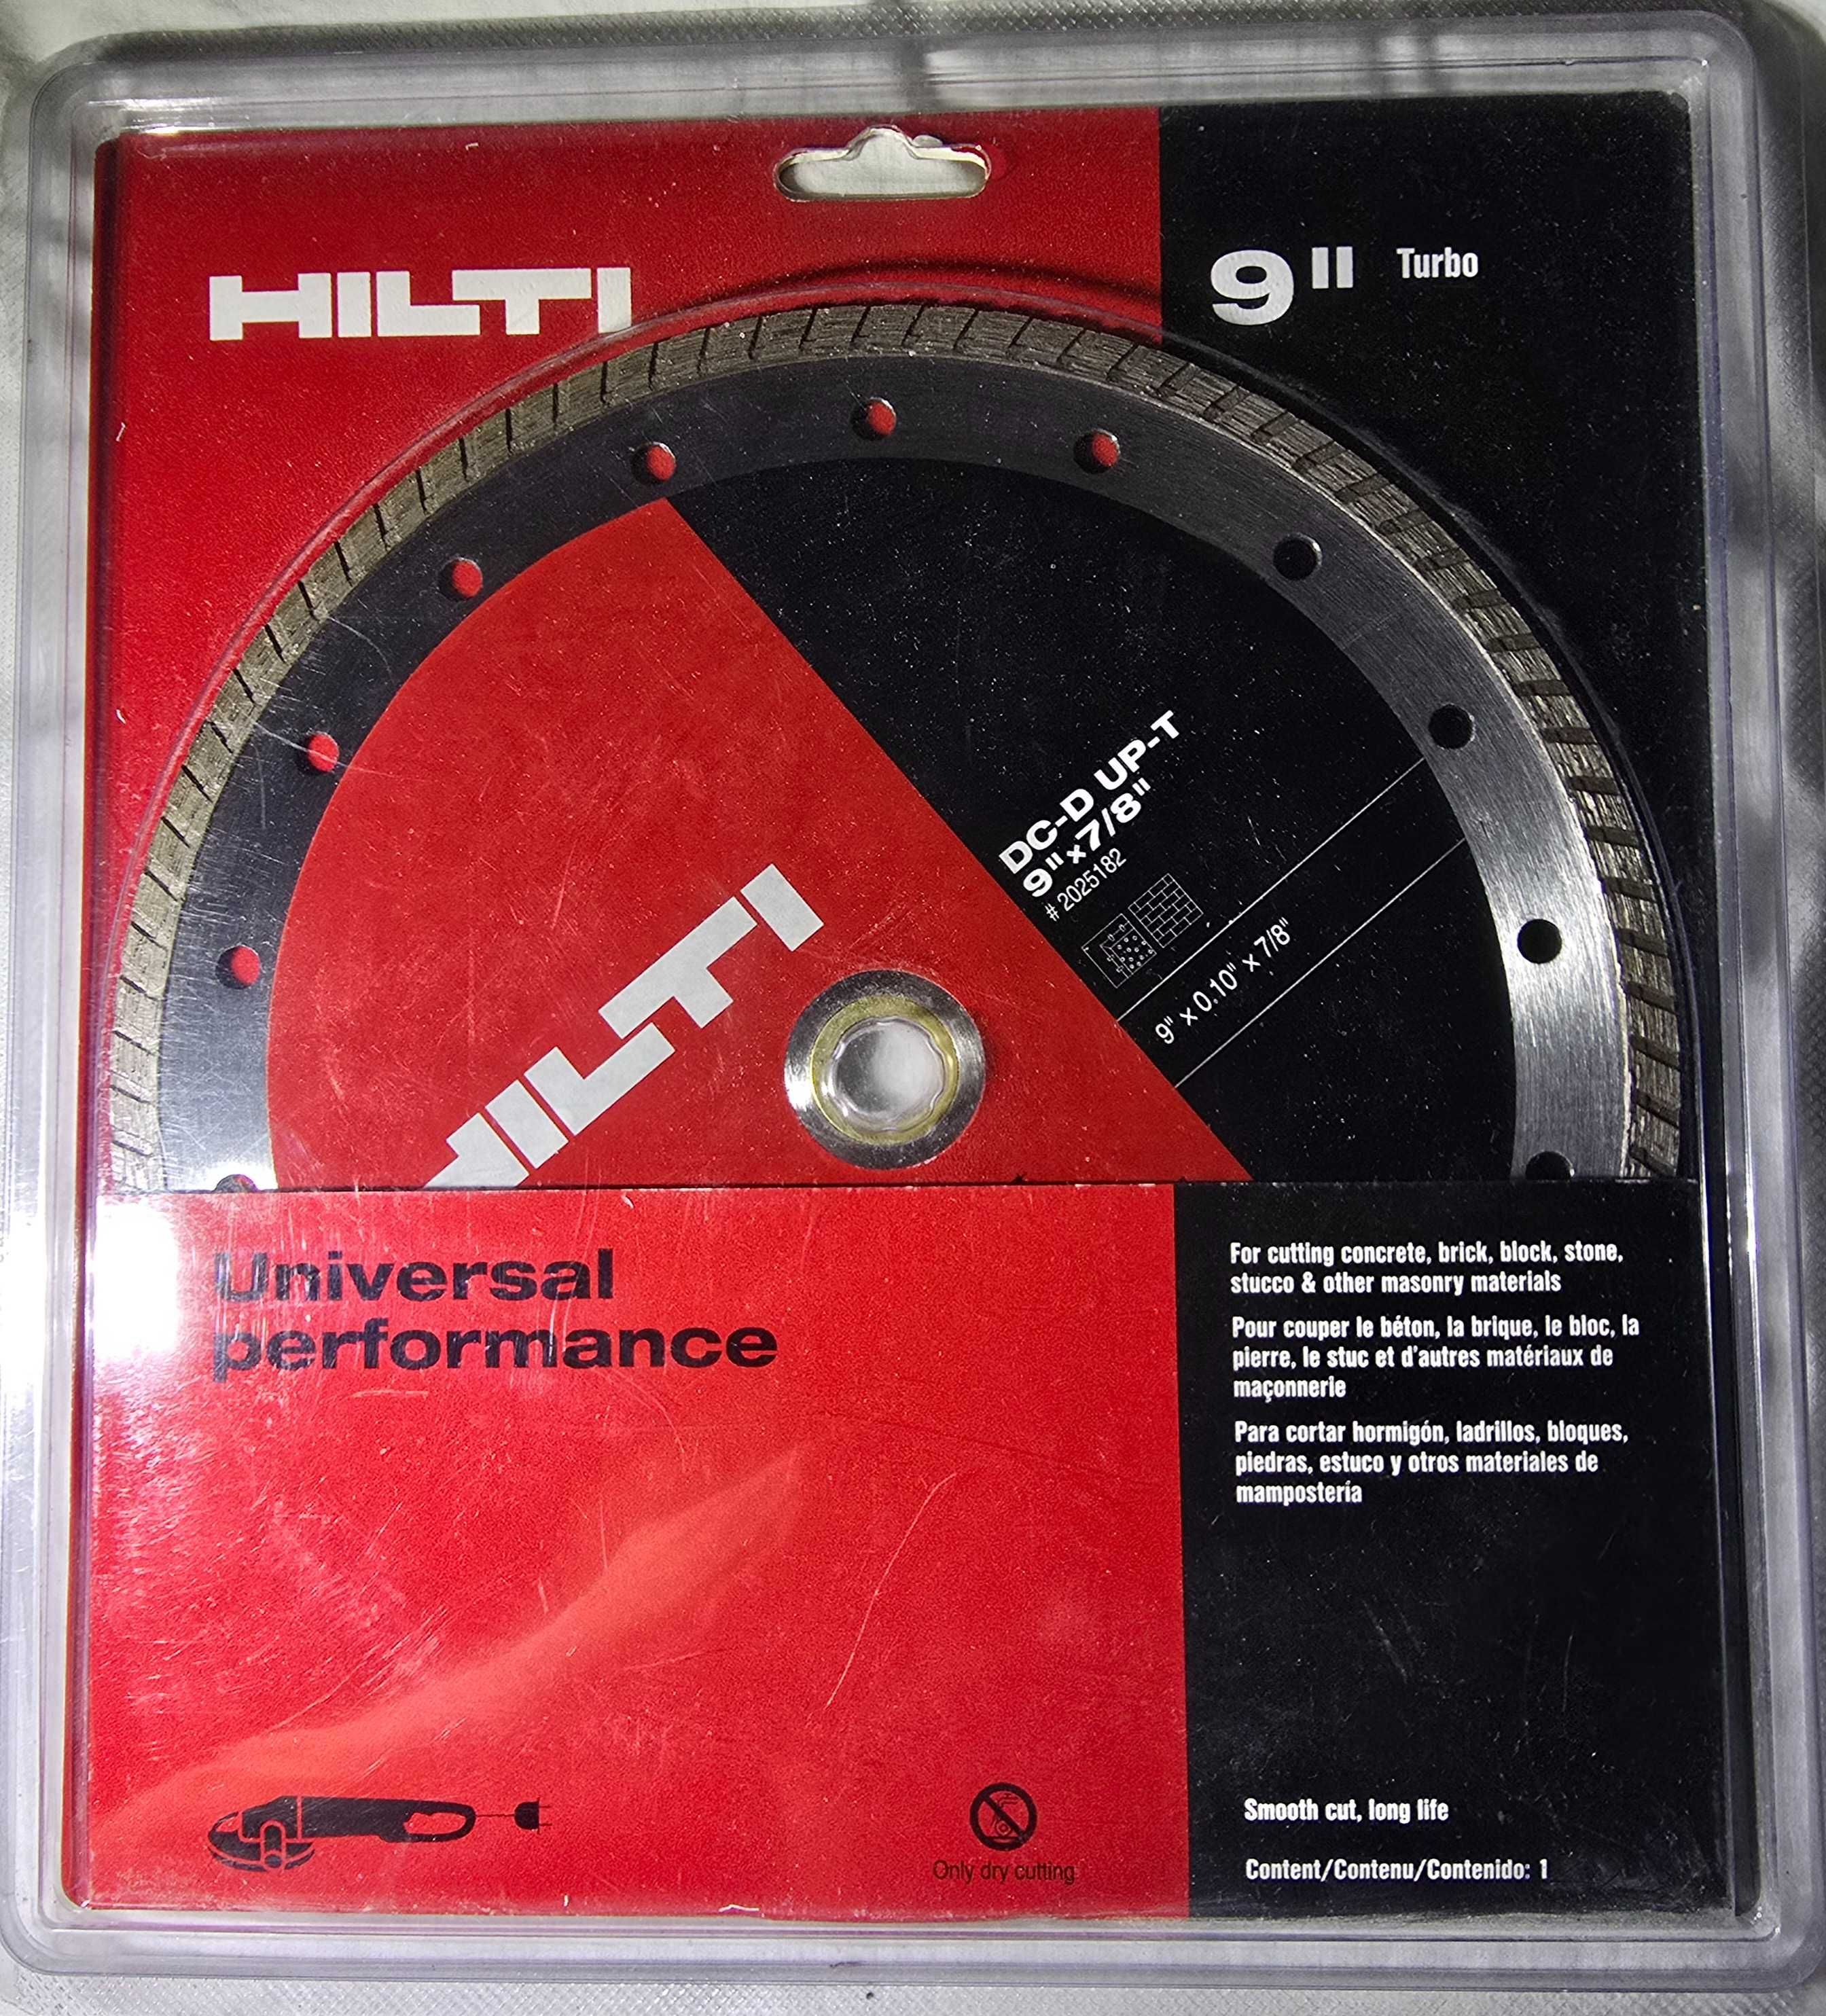 HILTI
9" Turbo
DC-D UP-T
9"x7/8"
# 2025182
9" x 0.10" x 7/8"
HILTI
Universal
performance
For cutting concrete, brick, block, stone,
stucco & other masonry materials
Pour couper le béton, la brique, le bloc, la
pierre, le stuc et d'autres matériaux de
maçonnerie
Para cortar hormigón, ladrillos, bloques,
piedras, estuco y otros materiales de
mampostería
Only dry cutting
Smooth cut, long life
Content/Contenu/Contenido: 1